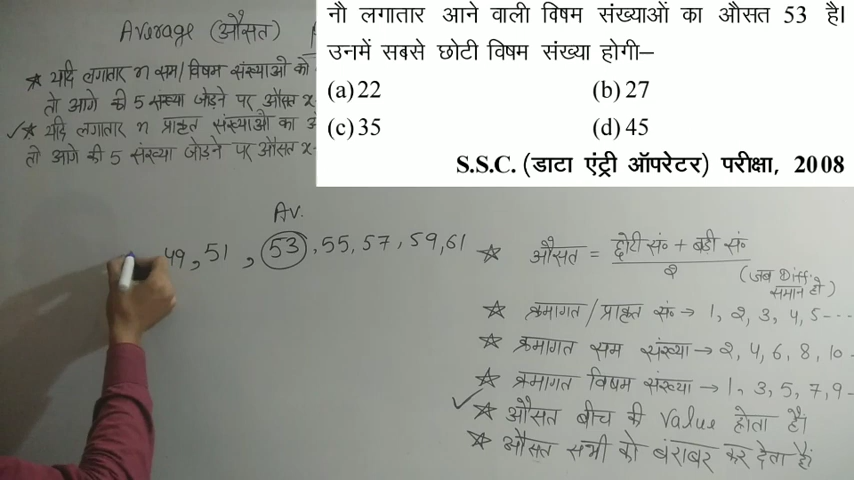 नौ लगातार आने वाली विषम संख्याओं का औसत 53 है।
उनमें सबसे छोटी विषम संख्या होगी–
(a) 22 (b) 27
(c) 35 (d) 45
S.S.C. (डाटा एंट्री ऑपरेटर) परीक्षा, 2008
Average (औसत)
★ यदि लगातार n सम/विषम संख्याओं को
तो आगे की 5 संख्या जोड़ने पर औसत x
✓★ यदि लगातार n प्राकृत संख्याओं का
तो आगे की 5 संख्या जोड़ने पर औसत x
Av.
49, 51, 53, 55, 57, 59, 61
★ औसत = छोटी सं० + बड़ी सं० / २
(जब Diff. समान हो)
★ क्रमागत/प्राकृत सं० → 1, २, 3, 4, 5----
★ क्रमागत सम संख्या → २, 4, 6, 8, 10-
★ क्रमागत विषम संख्या → 1, 3, 5, 7, 9--
✓★ औसत बीच की Value होता है।
★ औसत सभी को बराबर कर देता है।